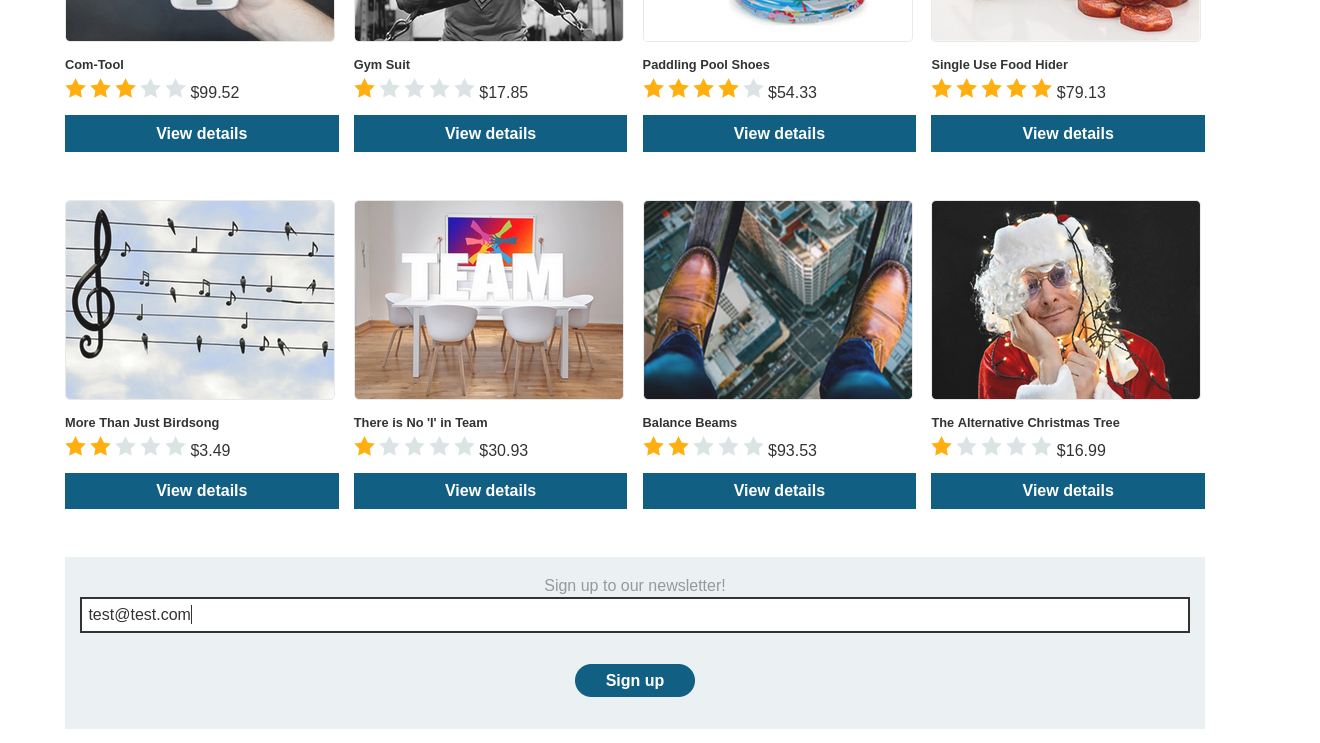 Com-Tool
$99.52
View details
Gym Suit
$17.85
View details
Paddling Pool Shoes
$54.33
View details
Single Use Food Hider
$79.13
View details
TEAM
More Than Just Birdsong
$3.49
View details
There is No 'I' in Team
$30.93
View details
Balance Beams
$93.53
View details
The Alternative Christmas Tree
$16.99
View details
Sign up to our newsletter!
test@test.com
Sign up